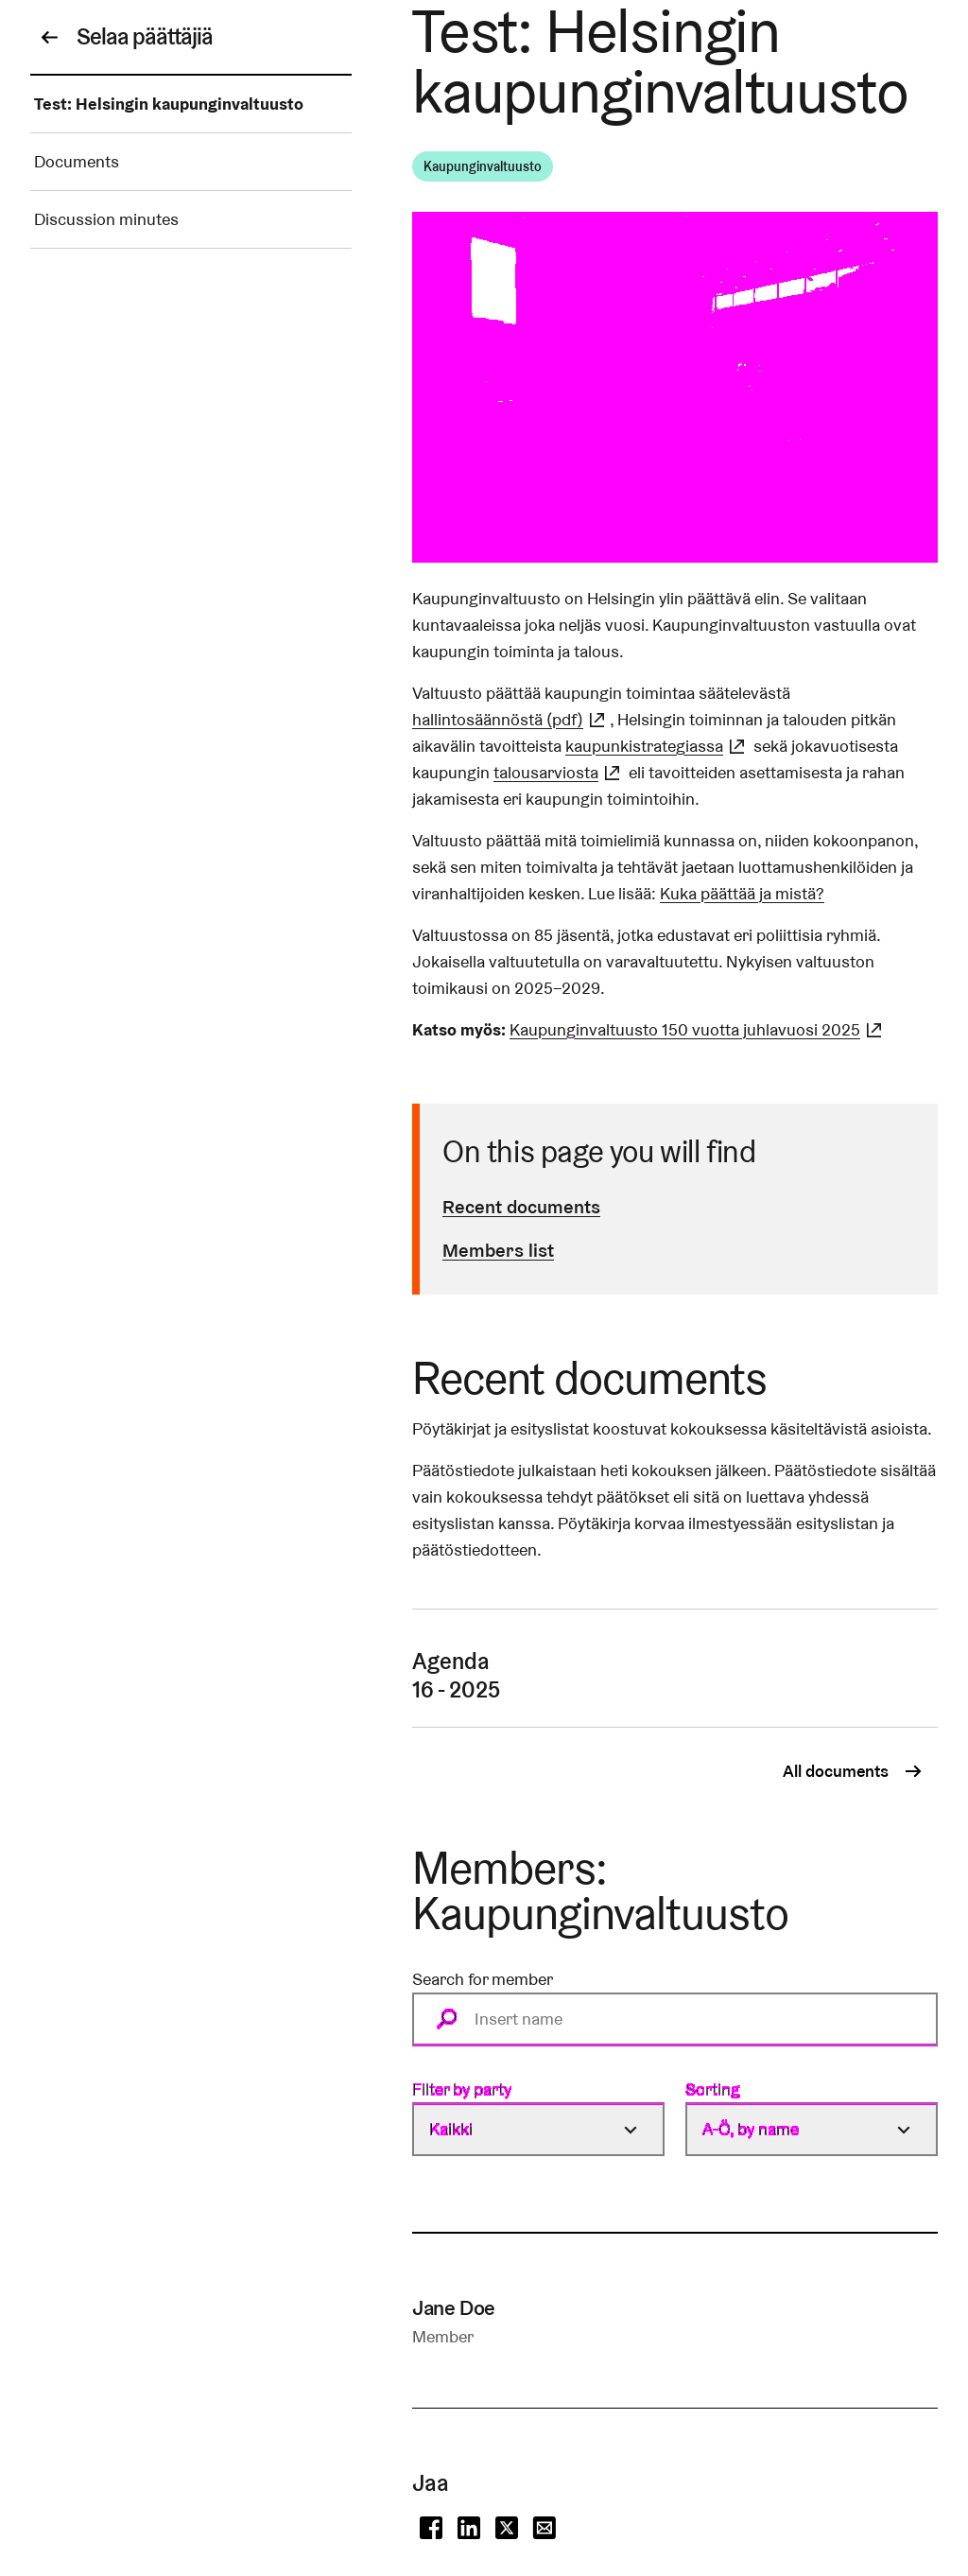 Selaa päättäjiä
Test: Helsingin kaupunginvaltuusto
Documents
Discussion minutes
Test: Helsingin
kaupunginvaltuusto
Kaupunginvaltuusto
Kaupunginvaltuusto on Helsingin ylin päättävä elin. Se valitaan
kuntavaaleissa joka neljäs vuosi. Kaupunginvaltuuston vastuulla ovat
kaupungin toiminta ja talous.
Valtuusto päättää kaupungin toimintaa säätelevästä
hallintosäännöstä (pdf) , Helsingin toiminnan ja talouden pitkän
aikavälin tavoitteista kaupunkistrategiassa sekä jokavuotisesta
kaupungin talousarviosta eli tavoitteiden asettamisesta ja rahan
jakamisesta eri kaupungin toimintoihin.
Valtuusto päättää mitä toimielimiä kunnassa on, niiden kokoonpanon,
sekä sen miten toimivalta ja tehtävät jaetaan luottamushenkilöiden ja
viranhaltijoiden kesken. Lue lisää: Kuka päättää ja mistä?
Valtuustossa on 85 jäsentä, jotka edustavat eri poliittisia ryhmiä.
Jokaisella valtuutetulla on varavaltuutettu. Nykyisen valtuuston
toimikausi on 2025–2029.
Katso myös: Kaupunginvaltuusto 150 vuotta juhlavuosi 2025
On this page you will find
Recent documents
Members list
Recent documents
Pöytäkirjat ja esityslistat koostuvat kokouksessa käsiteltävistä asioista.
Päätöstiedote julkaistaan heti kokouksen jälkeen. Päätöstiedote sisältää
vain kokouksessa tehdyt päätökset eli sitä on luettava yhdessä
esityslistan kanssa. Pöytäkirja korvaa ilmestyessään esityslistan ja
päätöstiedotteen.
Agenda
16 - 2025
All documents
Members:
Kaupunginvaltuusto
Search for member
Insert name
Filter by party Sorting
Kaikki A-Ö, by name
Jane Doe
Member
Jaa